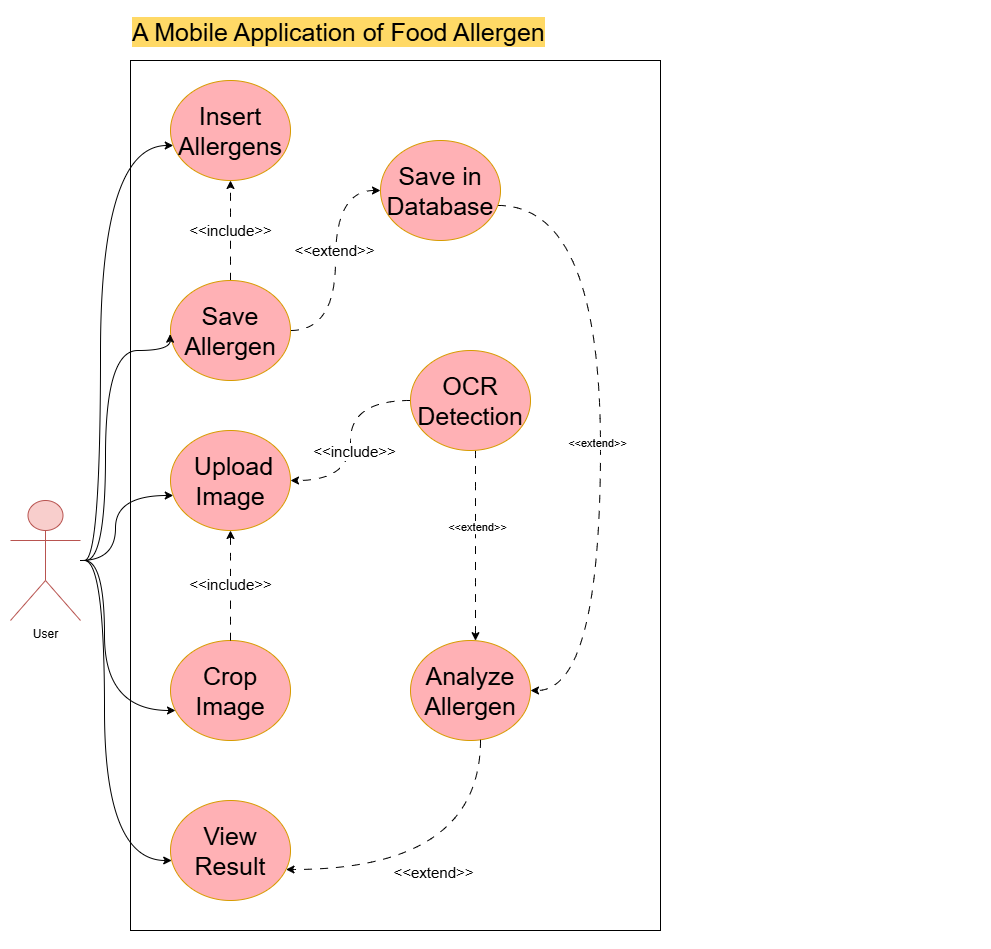 A Mobile Application of Food Allergen
Insert
Allergens
Save in
Database
<<include>>
<<extend>>
Save
Allergen
OCR
Detection
<<extend>>
<<include>>
Upload
Image
<<extend>>
<<include>>
User
Crop
Image
Analyze
Allergen
View
Result
<<extend>>